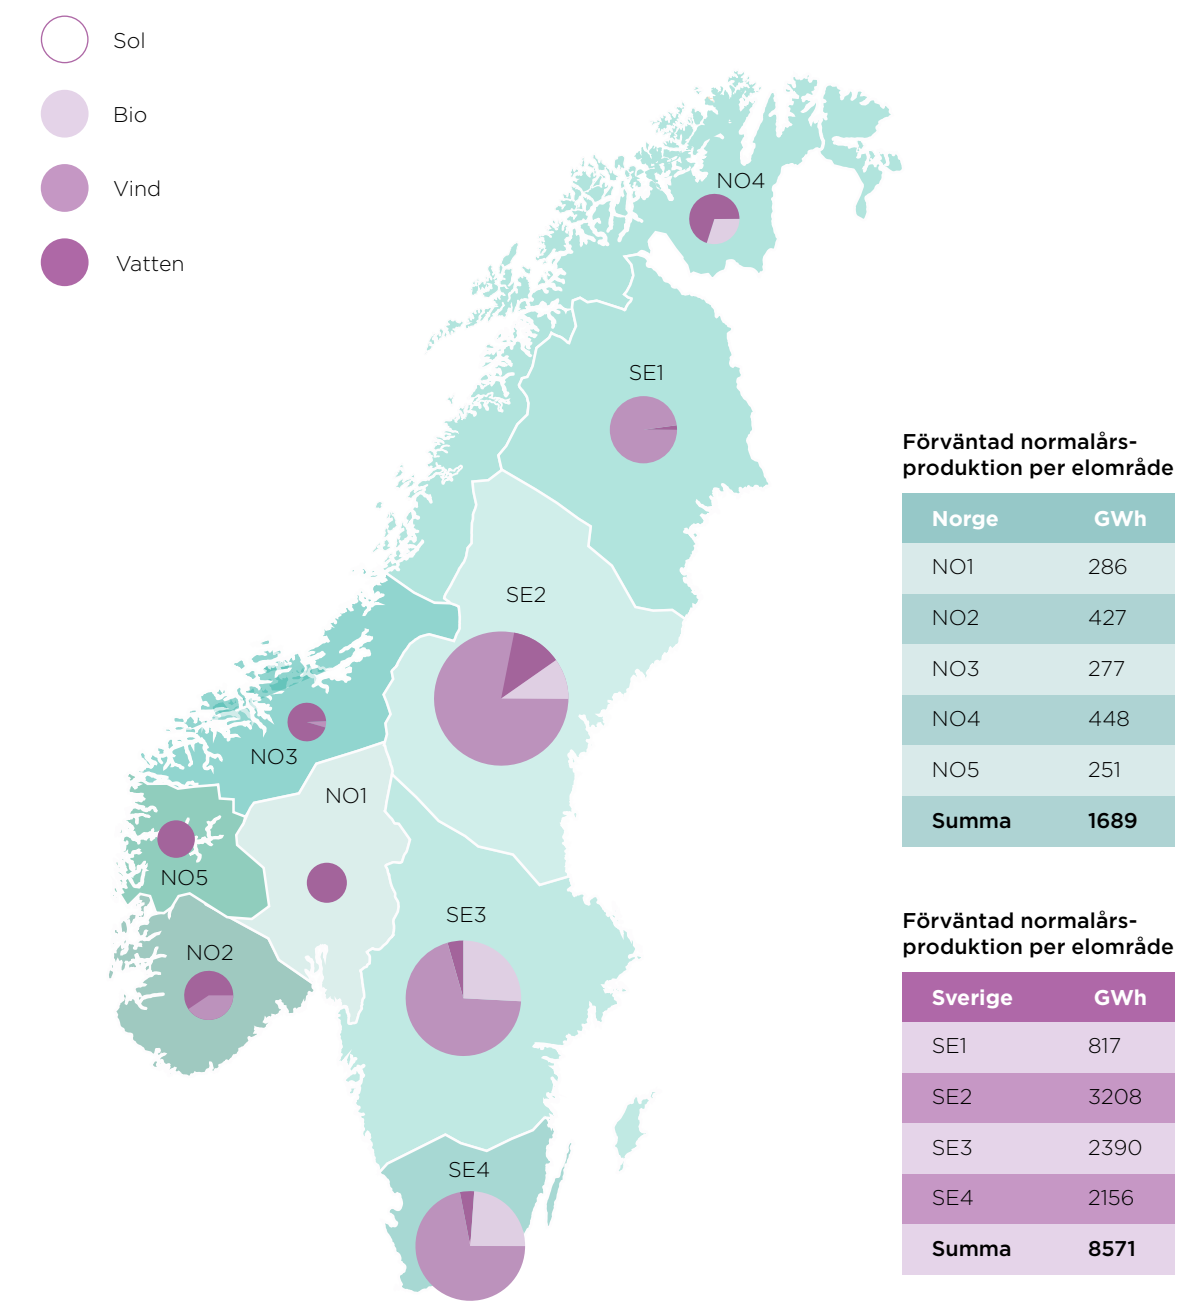 Sol
Bio
Vind
Vatten
NO4
SE1
SE2
NO3
NO1
NO5
SE3
NO2
SE4
Förväntad normalårs-
produktion per elområde
Norge GWh
NO1 286
NO2 427
NO3 277
NO4 448
NO5 251
Summa 1689
Förväntad normalårs-
produktion per elområde
Sverige GWh
SE1 817
SE2 3208
SE3 2390
SE4 2156
Summa 8571